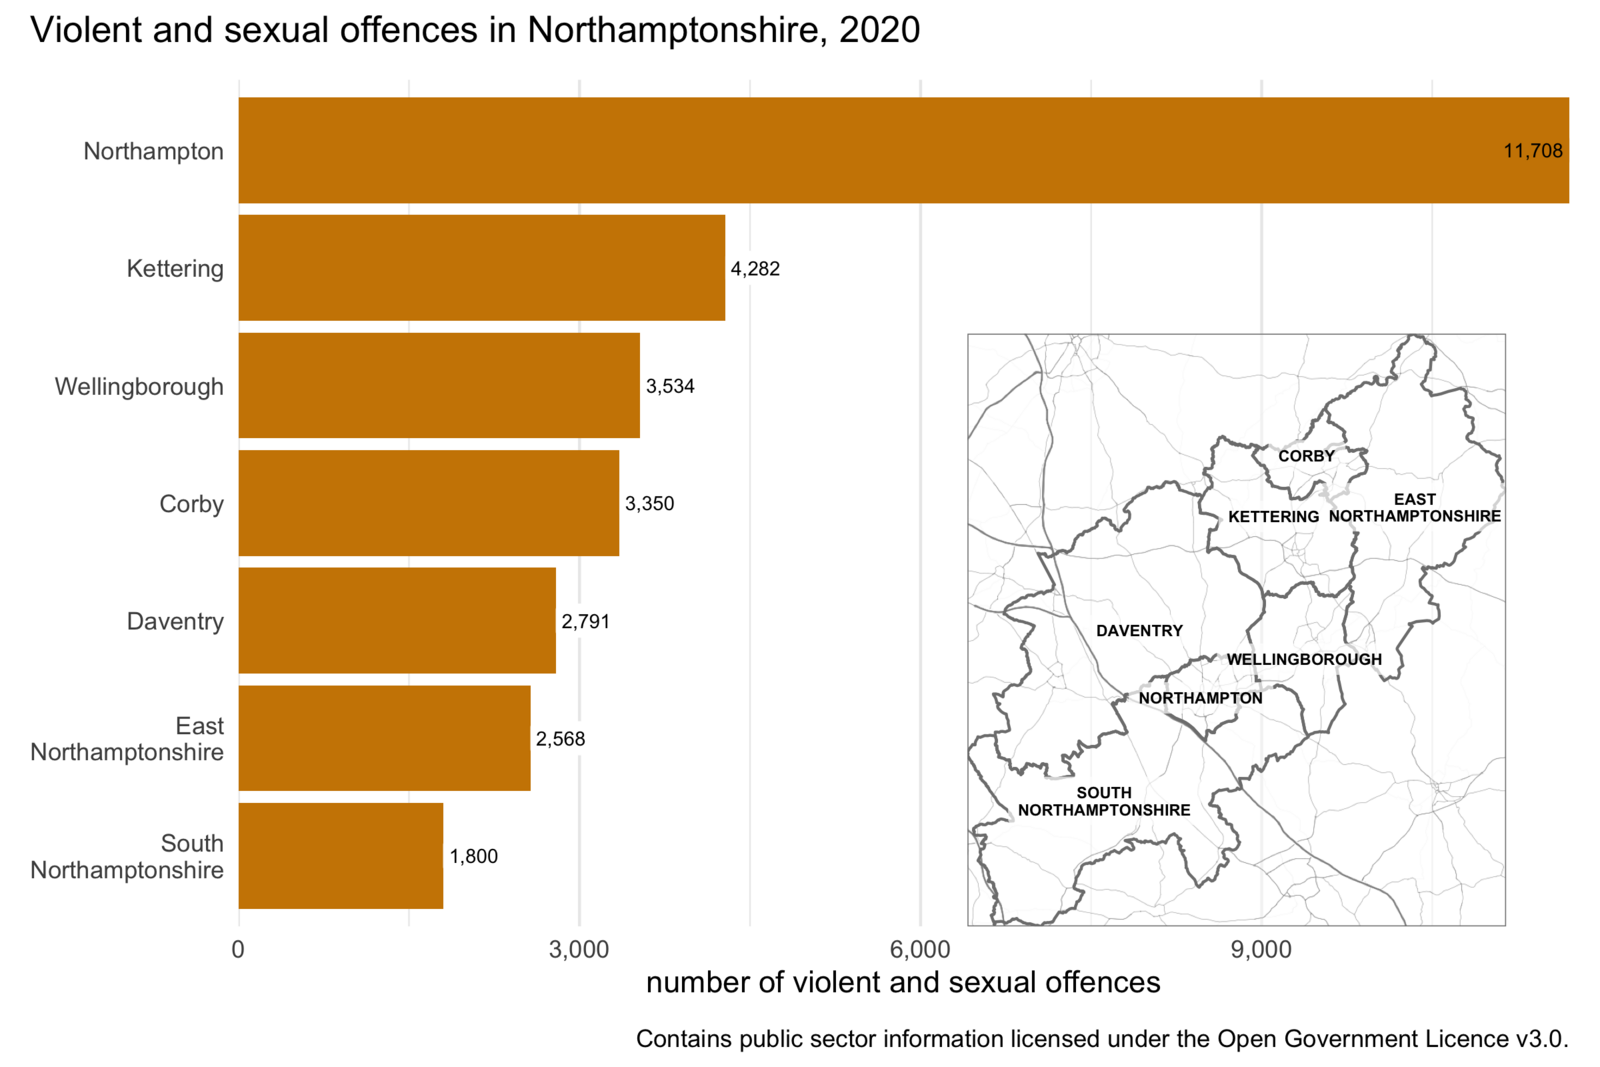 Violent and sexual offences in Northamptonshire, 2020
Northampton
11,708
Kettering
4,282
Wellingborough
3,534
Corby
3,350
Daventry
2,791
East
Northamptonshire
2,568
South
Northamptonshire
1,800
CORBY
EAST
NORTHAMPTONSHIRE
KETTERING
DAVENTRY
WELLINGBOROUGH
NORTHAMPTON
SOUTH
NORTHAMPTONSHIRE
0 3,000 6,000 9,000
number of violent and sexual offences
Contains public sector information licensed under the Open Government Licence v3.0.